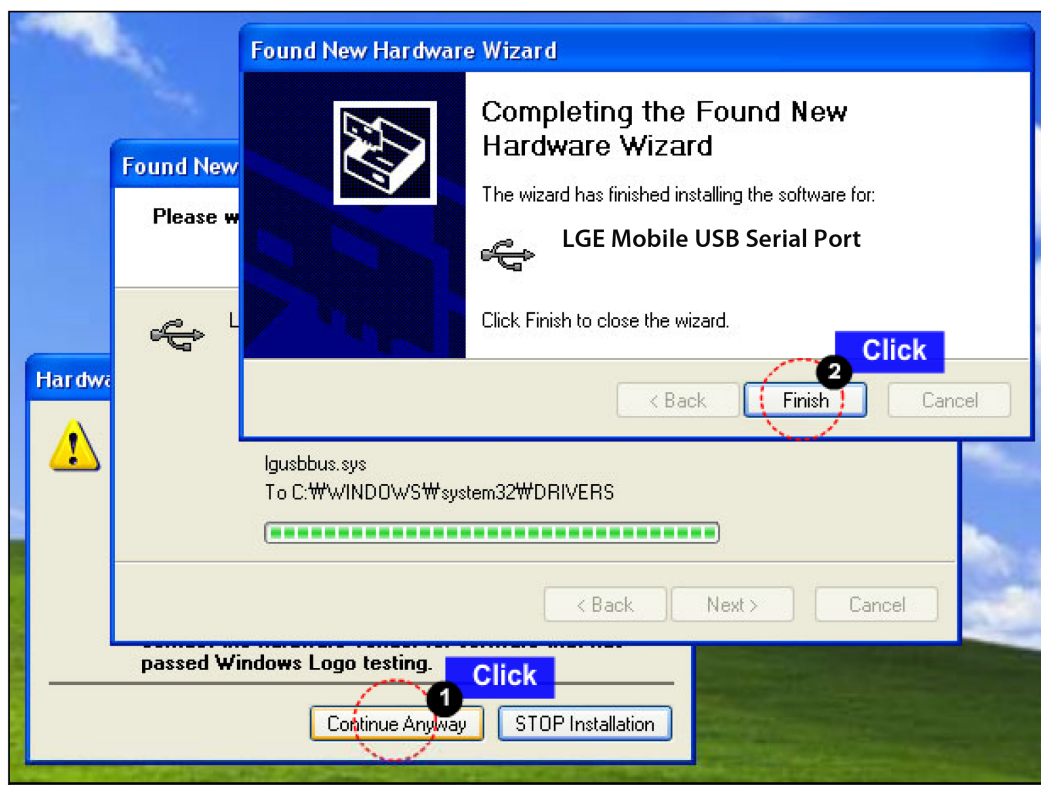 Found New Hardware Wizard
Completing the Found New
Hardware Wizard
The wizard has finished installing the software for:
LGE Mobile USB Serial Port
Click Finish to close the wizard.
Click
2
< Back Finish Cancel
Found New
Please w
L
lgusbbus.sys
To C:₩WINDOWS₩system32₩DRIVERS
< Back Next > Cancel
Hardwa
passed Windows Logo testing.
Click
1
Continue Anyway STOP Installation